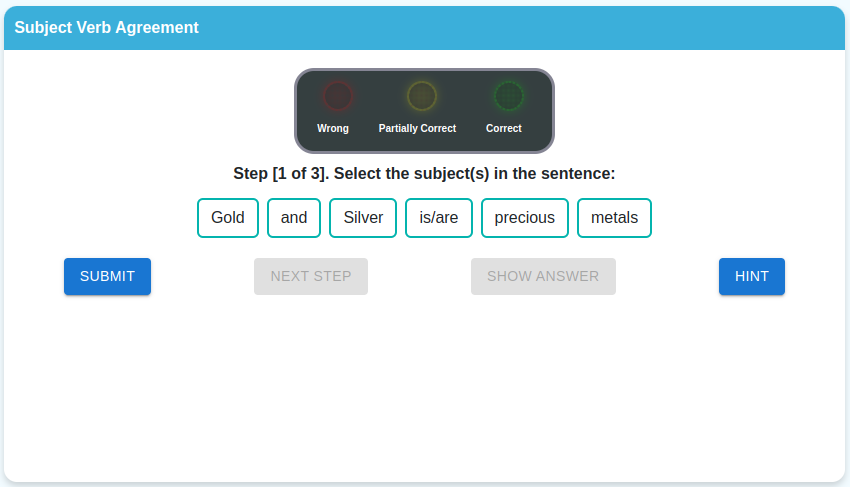 Subject Verb Agreement
Wrong Partially Correct Correct
Step [1 of 3]. Select the subject(s) in the sentence:
Gold and Silver is/are precious metals
SUBMIT NEXT STEP SHOW ANSWER HINT